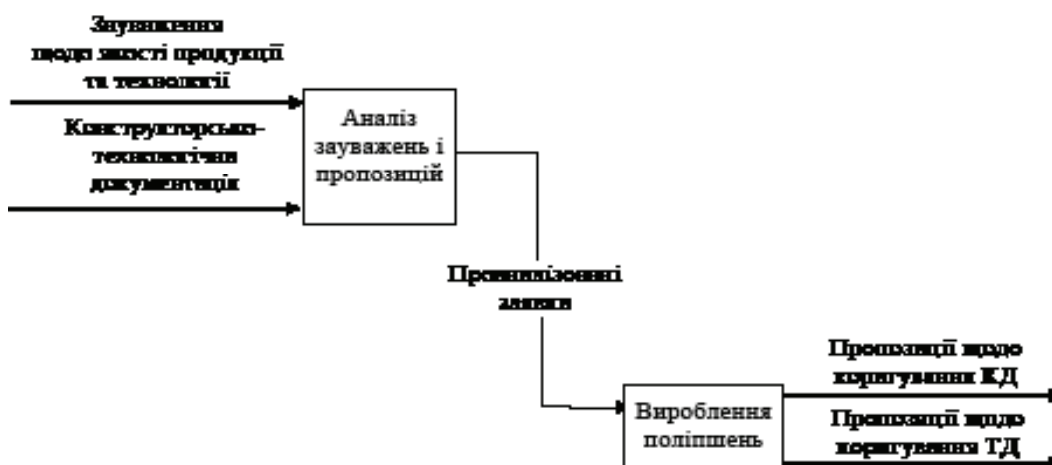 Зауваження
щодо якості продукції
та технології
Конструкторсько-
технологічна
документація
Аналіз
зауважень і
пропозицій
Проаналізовані
заявки
Вироблення
поліпшень
Пропозиції щодо
коригування КД
Пропозиції щодо
коригування ТД